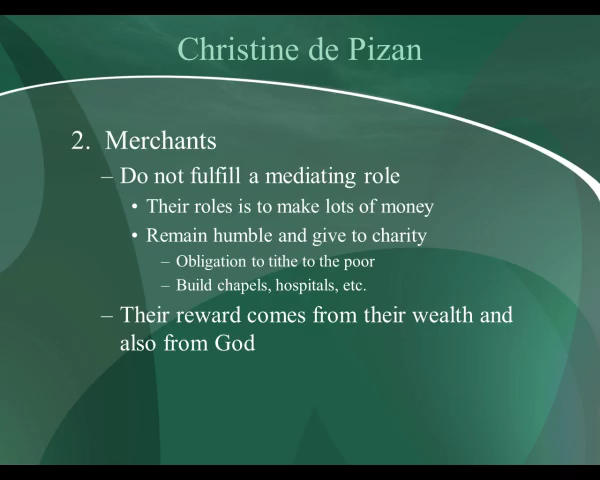 Christine de Pizan
2. Merchants
– Do not fulfill a mediating role
• Their roles is to make lots of money
• Remain humble and give to charity
– Obligation to tithe to the poor
– Build chapels, hospitals, etc.
– Their reward comes from their wealth and
also from God